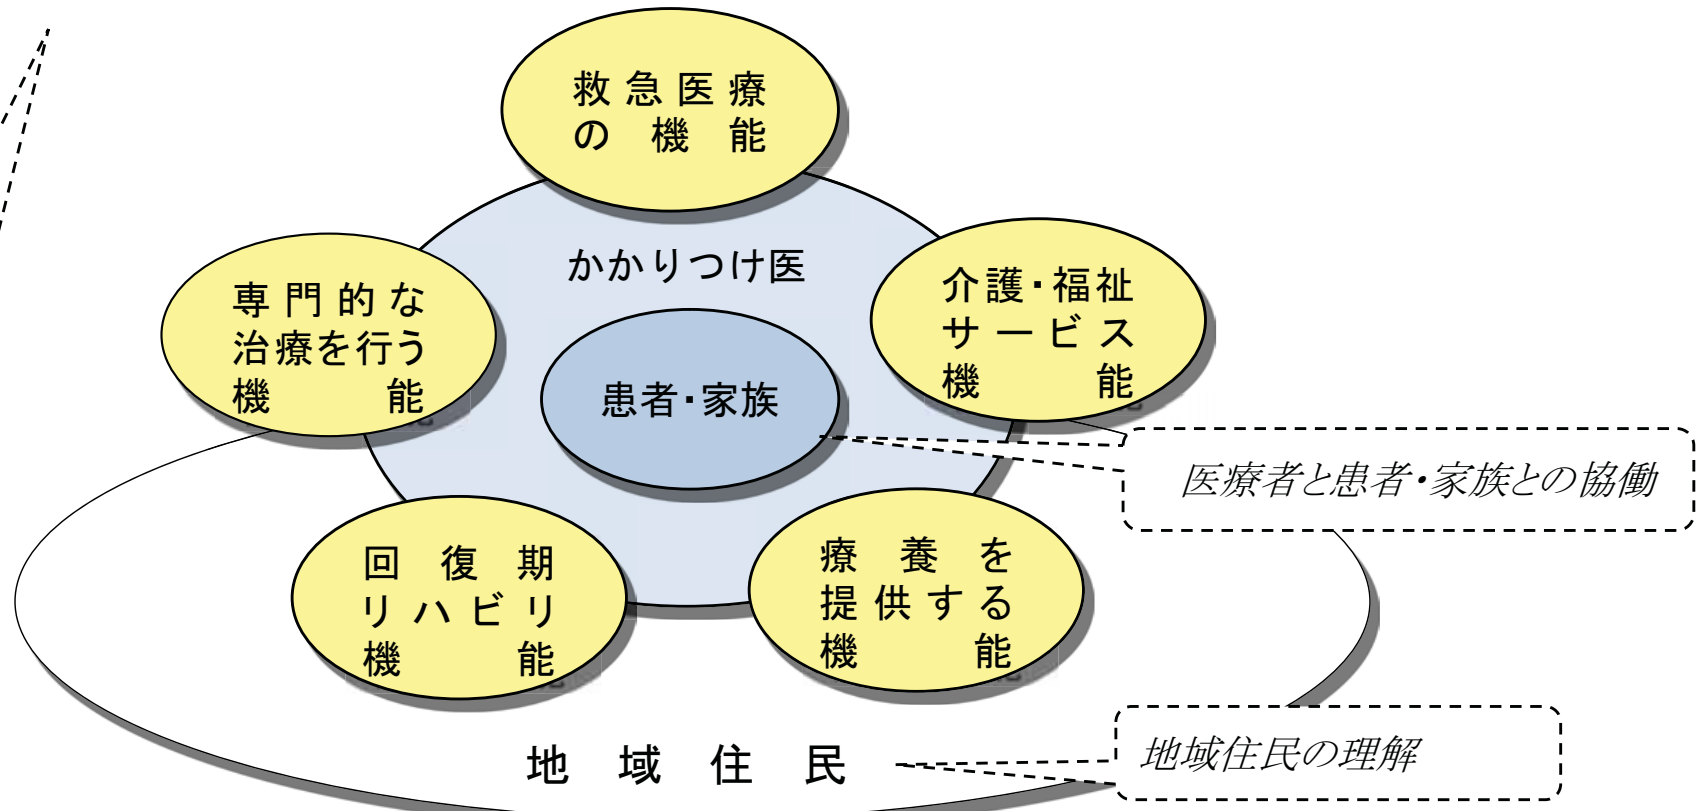 救急医療
の機能
かかりつけ医
専門的な
治療を行う
機能
介護・福祉
サービス
機能
患者・家族
医療者と患者・家族との協働
回復期
リハビリ
機能
療養を
提供する
機能
地域住民
地域住民の理解